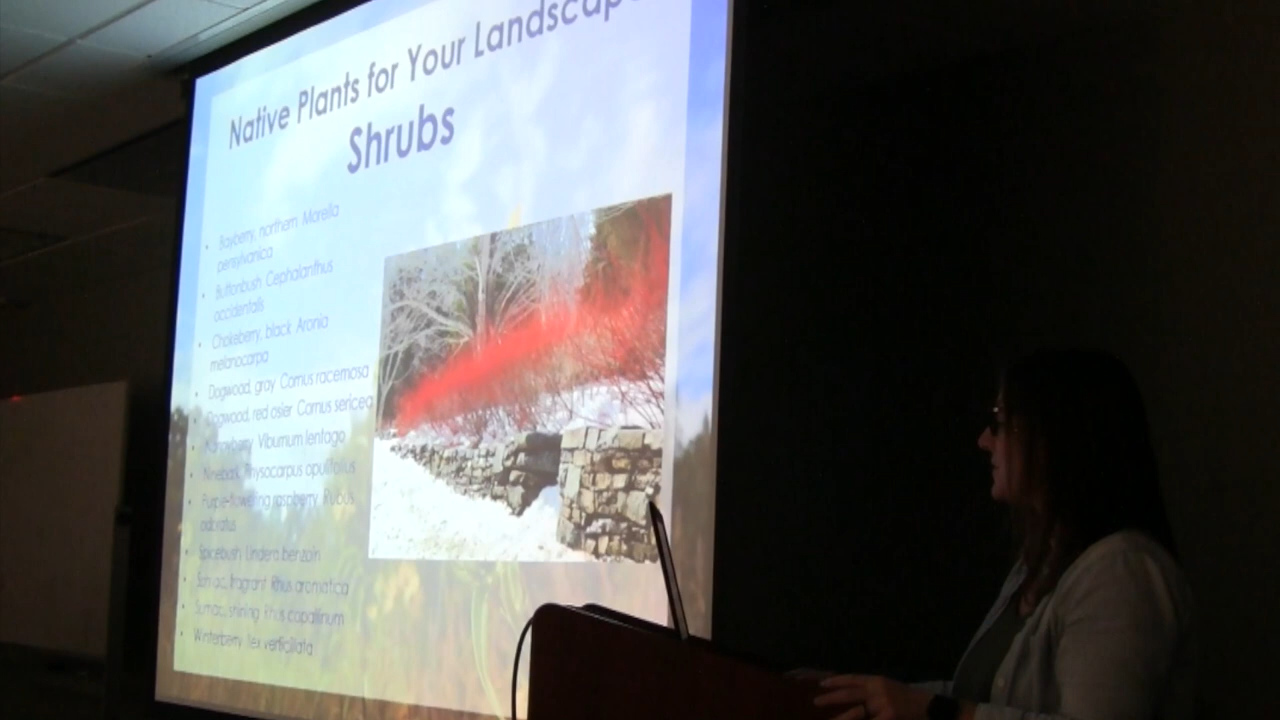 Native Plants for Your Landscape
Shrubs
• Bayberry, northern Morella
pensylvanica
• Buttonbush Cephalanthus
occidentalis
• Chokeberry, black Aronia
melanocarpa
• Dogwood, gray Cornus racemosa
• Dogwood, red osier Cornus sericea
• Nannyberry Viburnum lentago
• Ninebark Physocarpus opulifolius
• Purple-flowering raspberry Rubus
odoratus
• Spicebush Lindera benzoin
• Sumac, fragrant Rhus aromatica
• Sumac, shining Rhus copallinum
• Winterberry Ilex verticillata